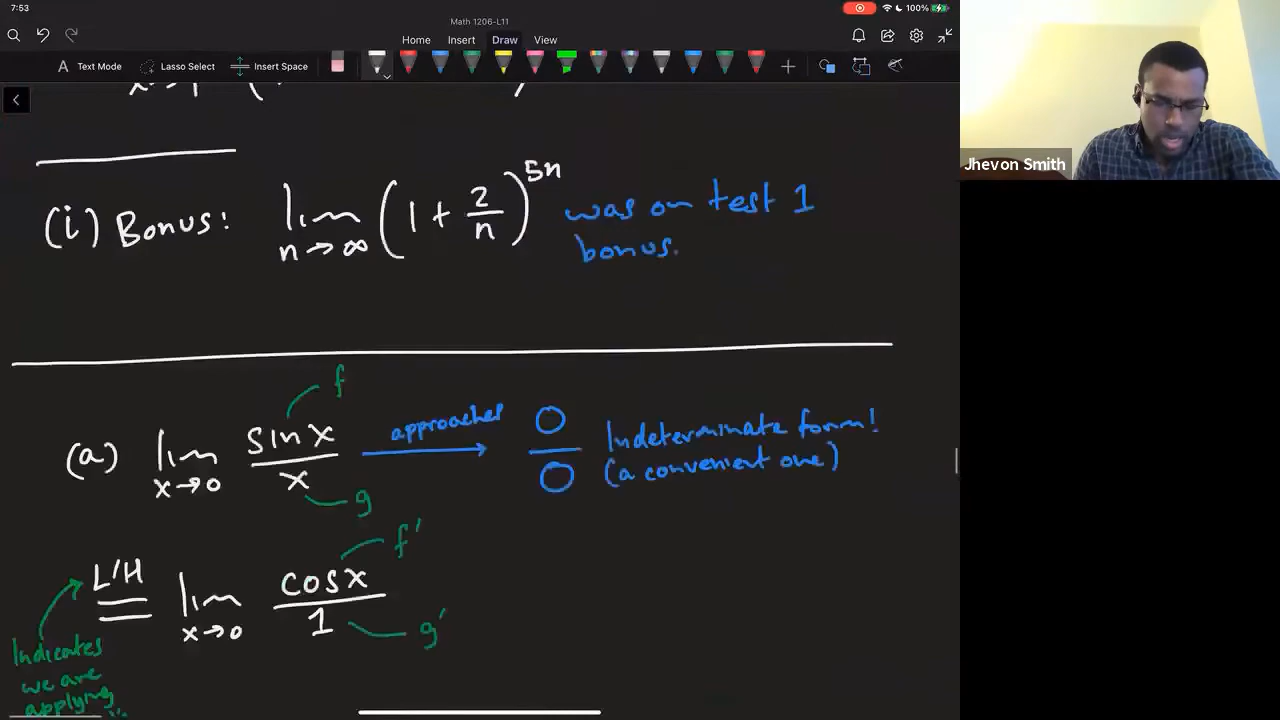 7:53
100%
Math 1206-L11
Home Insert Draw View
Text Mode Lasso Select Insert Space
Jhevon Smith
(i) Bonus! lim n→∞ (1 + 2/n)^5n was on test 1
bonus.
(a) lim x→0 sin x / x approaches 0/0 Indeterminate form!
(a convenient one)
f
g
L'H = lim x→0 cos x / 1
f'
g'
Indicates
we are
applying